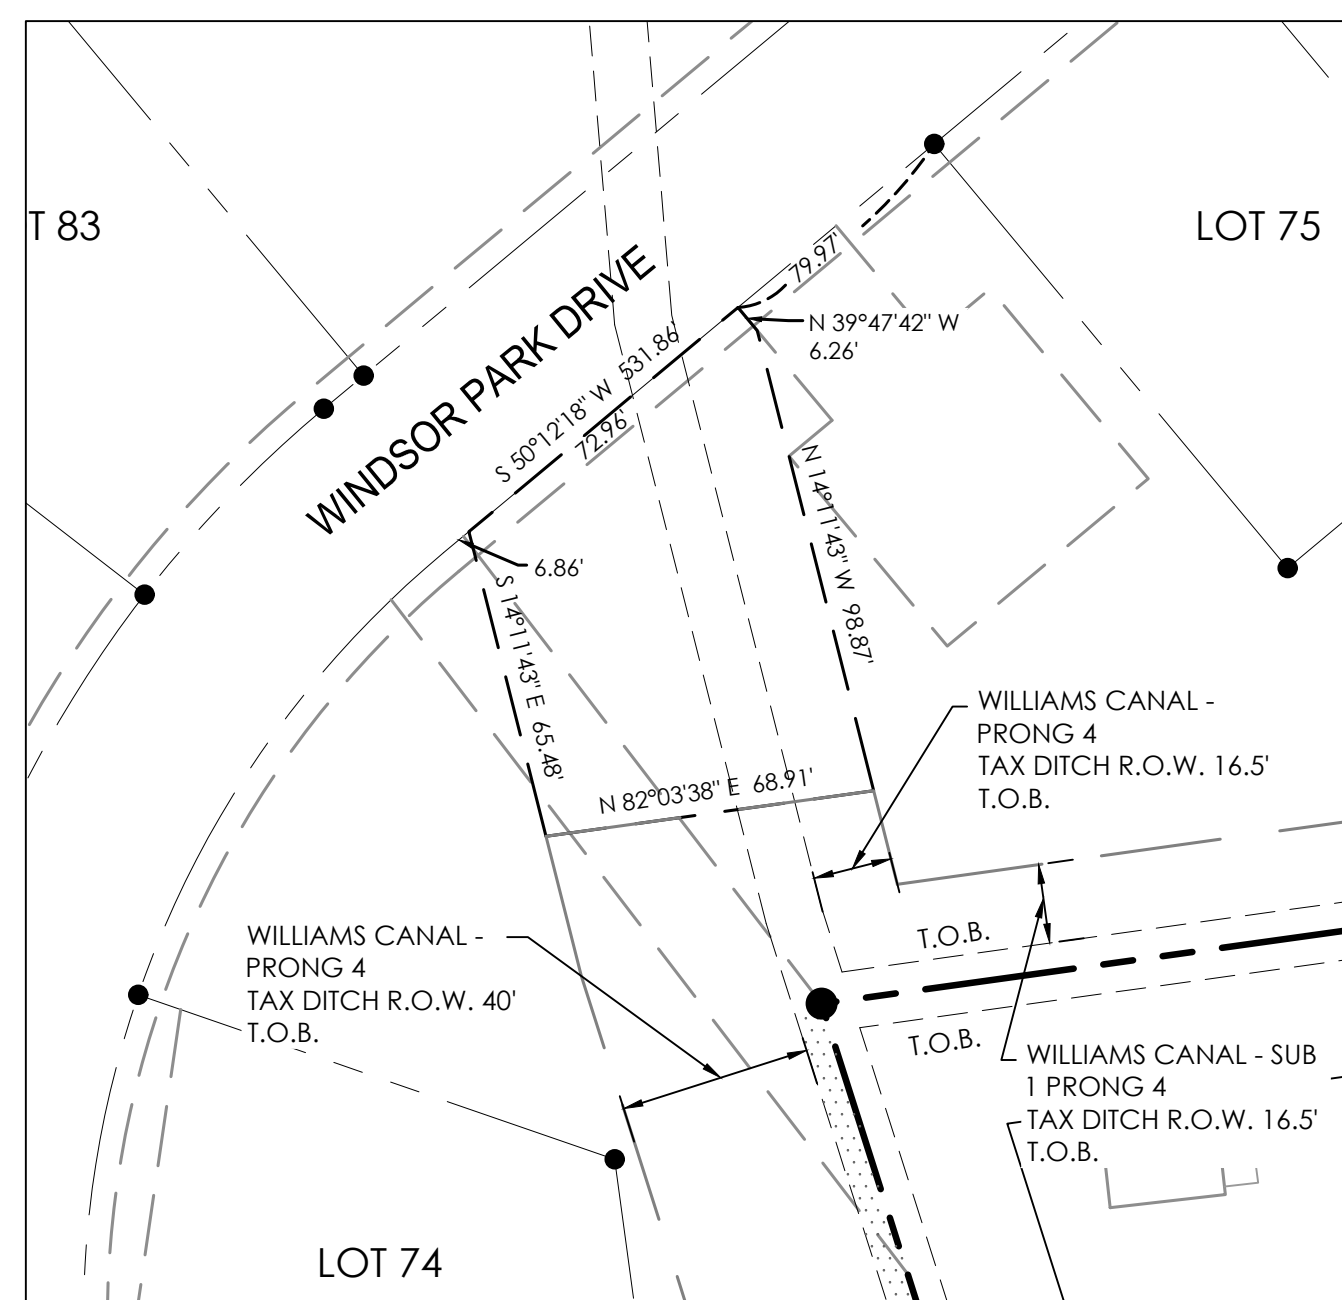 T 83
LOT 75
WINDSOR PARK DRIVE
79.97'
N 39°47'42" W
6.26'
S 50°12'18" W 531.86'
72.96'
6.86'
S 14°11'43" E 65.48'
N 14°11'43" W 98.87'
N 82°03'38" E 68.91'
WILLIAMS CANAL -
PRONG 4
TAX DITCH R.O.W. 16.5'
T.O.B.
WILLIAMS CANAL -
PRONG 4
TAX DITCH R.O.W. 40'
T.O.B.
T.O.B.
T.O.B.
WILLIAMS CANAL - SUB
1 PRONG 4
TAX DITCH R.O.W. 16.5'
T.O.B.
LOT 74